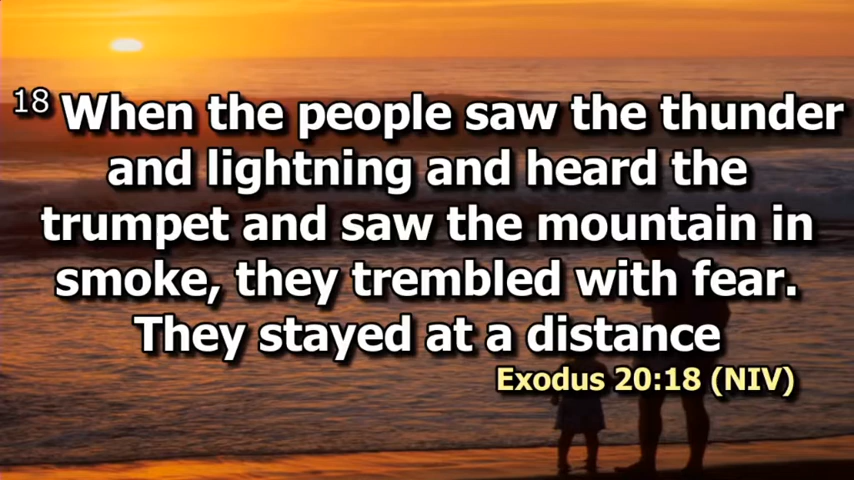 18 When the people saw the thunder
and lightning and heard the
trumpet and saw the mountain in
smoke, they trembled with fear.
They stayed at a distance
Exodus 20:18 (NIV)